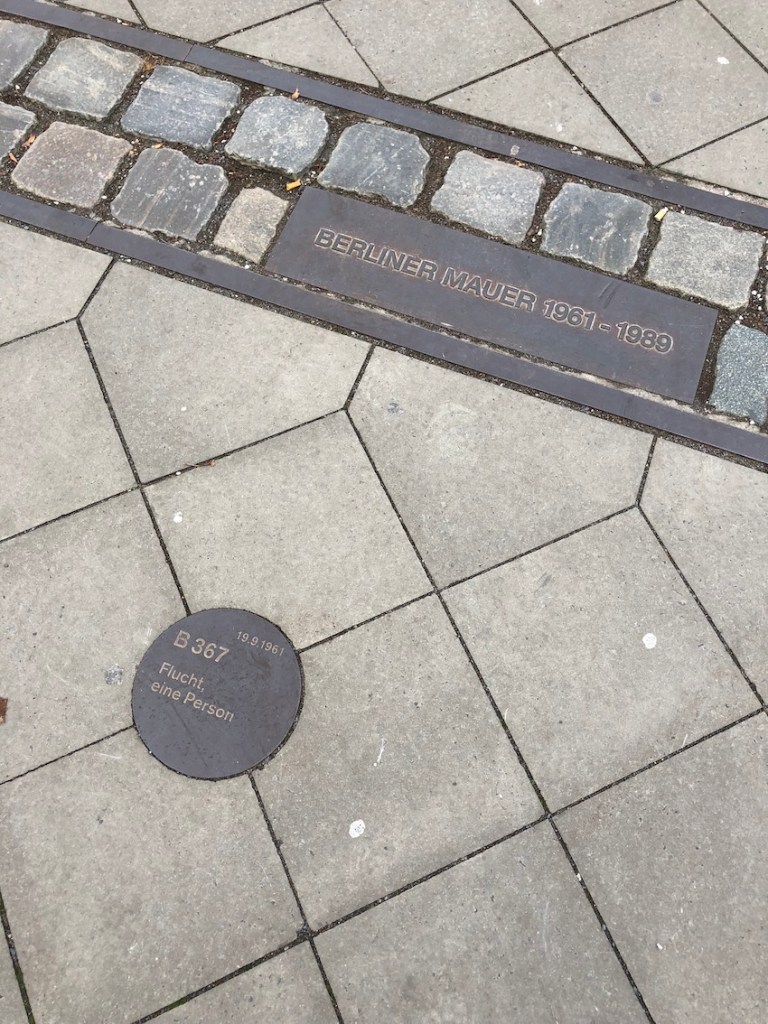 BERLINER MAUER 1961 - 1989
B 367 19.9.1961
Flucht,
eine Person